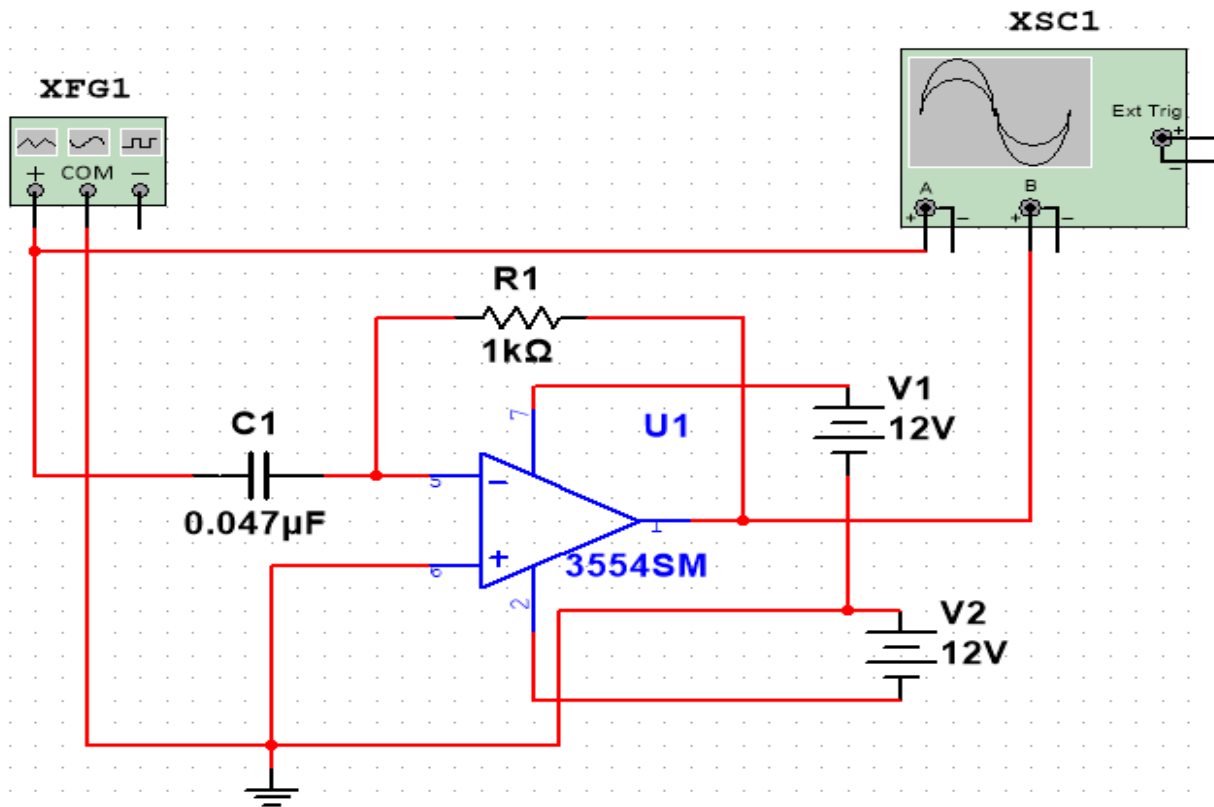 XSC1
XFG1
Ext Trig
+
−
+ COM −
A
B
+ −
+ −
R1
1kΩ
V1
12V
7
U1
C1
0.047µF
5
−
1
3554SM
+
6
2
V2
12V